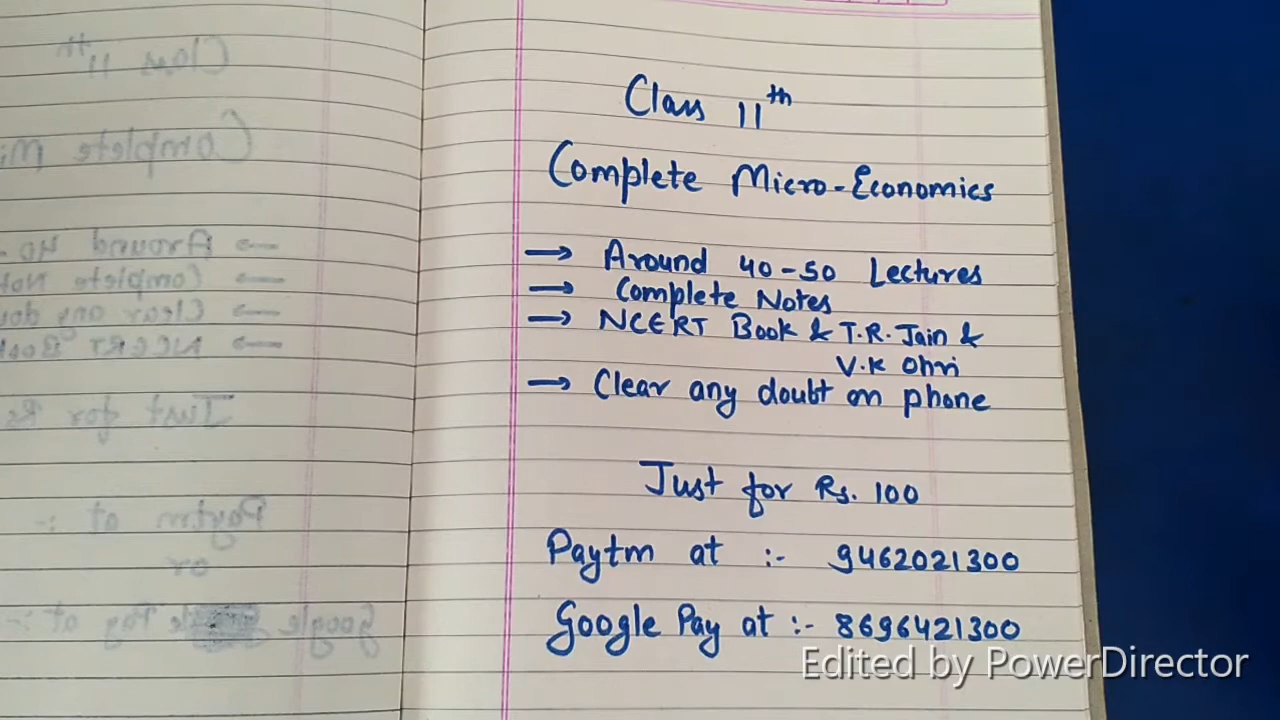 Class 11th
Complete Micro-Economics
→ Around 40-50 Lectures
→ Complete Notes
→ NCERT Book & T.R. Jain &
V.K Ohri
→ Clear any doubt on phone
Just for Rs. 100
Paytm at :- 9462021300
Google Pay at :- 8696421300
Edited by PowerDirector